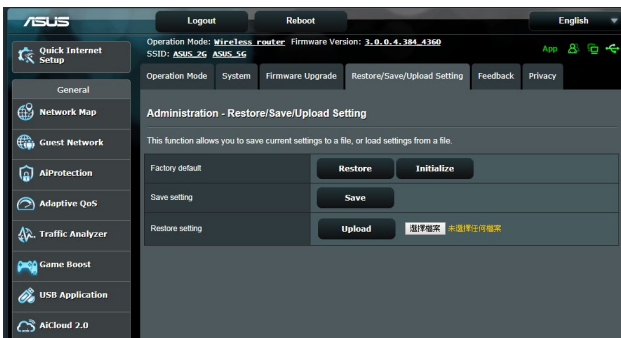 ASUS
Logout
Reboot
English
Operation Mode: Wireless router Firmware Version: 3.0.0.4.384_4360
SSID: ASUS_2G ASUS_5G
App
Quick Internet
Setup
Operation Mode System Firmware Upgrade Restore/Save/Upload Setting Feedback Privacy
General
Network Map
Guest Network
AiProtection
Adaptive QoS
Traffic Analyzer
Game Boost
USB Application
AiCloud 2.0
Administration - Restore/Save/Upload Setting
This function allows you to save current settings to a file, or load settings from a file.
Factory default Restore Initialize
Save setting Save
Restore setting Upload 選擇檔案 未選擇任何檔案